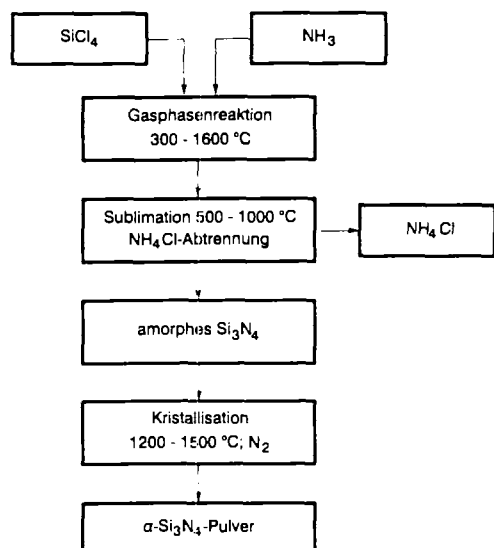 SiCl₄
NH₃
Gasphasenreaktion
300 - 1600 °C
Sublimation 500 - 1000 °C
NH₄Cl-Abtrennung
NH₄Cl
amorphes Si₃N₄
Kristallisation
1200 - 1500 °C; N₂
α-Si₃N₄-Pulver